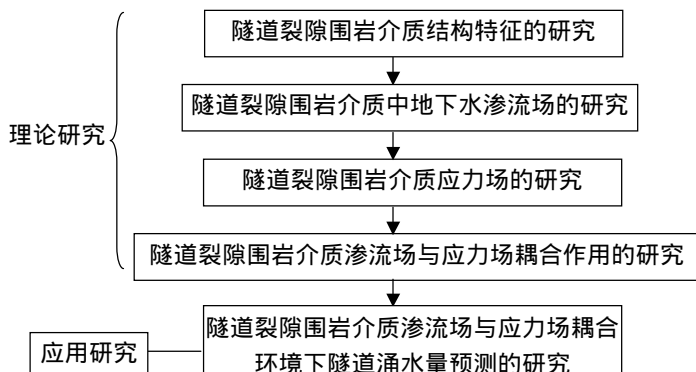 隧道裂隙围岩介质结构特征的研究
隧道裂隙围岩介质中地下水渗流场的研究
理论研究
隧道裂隙围岩介质应力场的研究
隧道裂隙围岩介质渗流场与应力场耦合作用的研究
隧道裂隙围岩介质渗流场与应力场耦合
环境下隧道涌水量预测的研究
应用研究